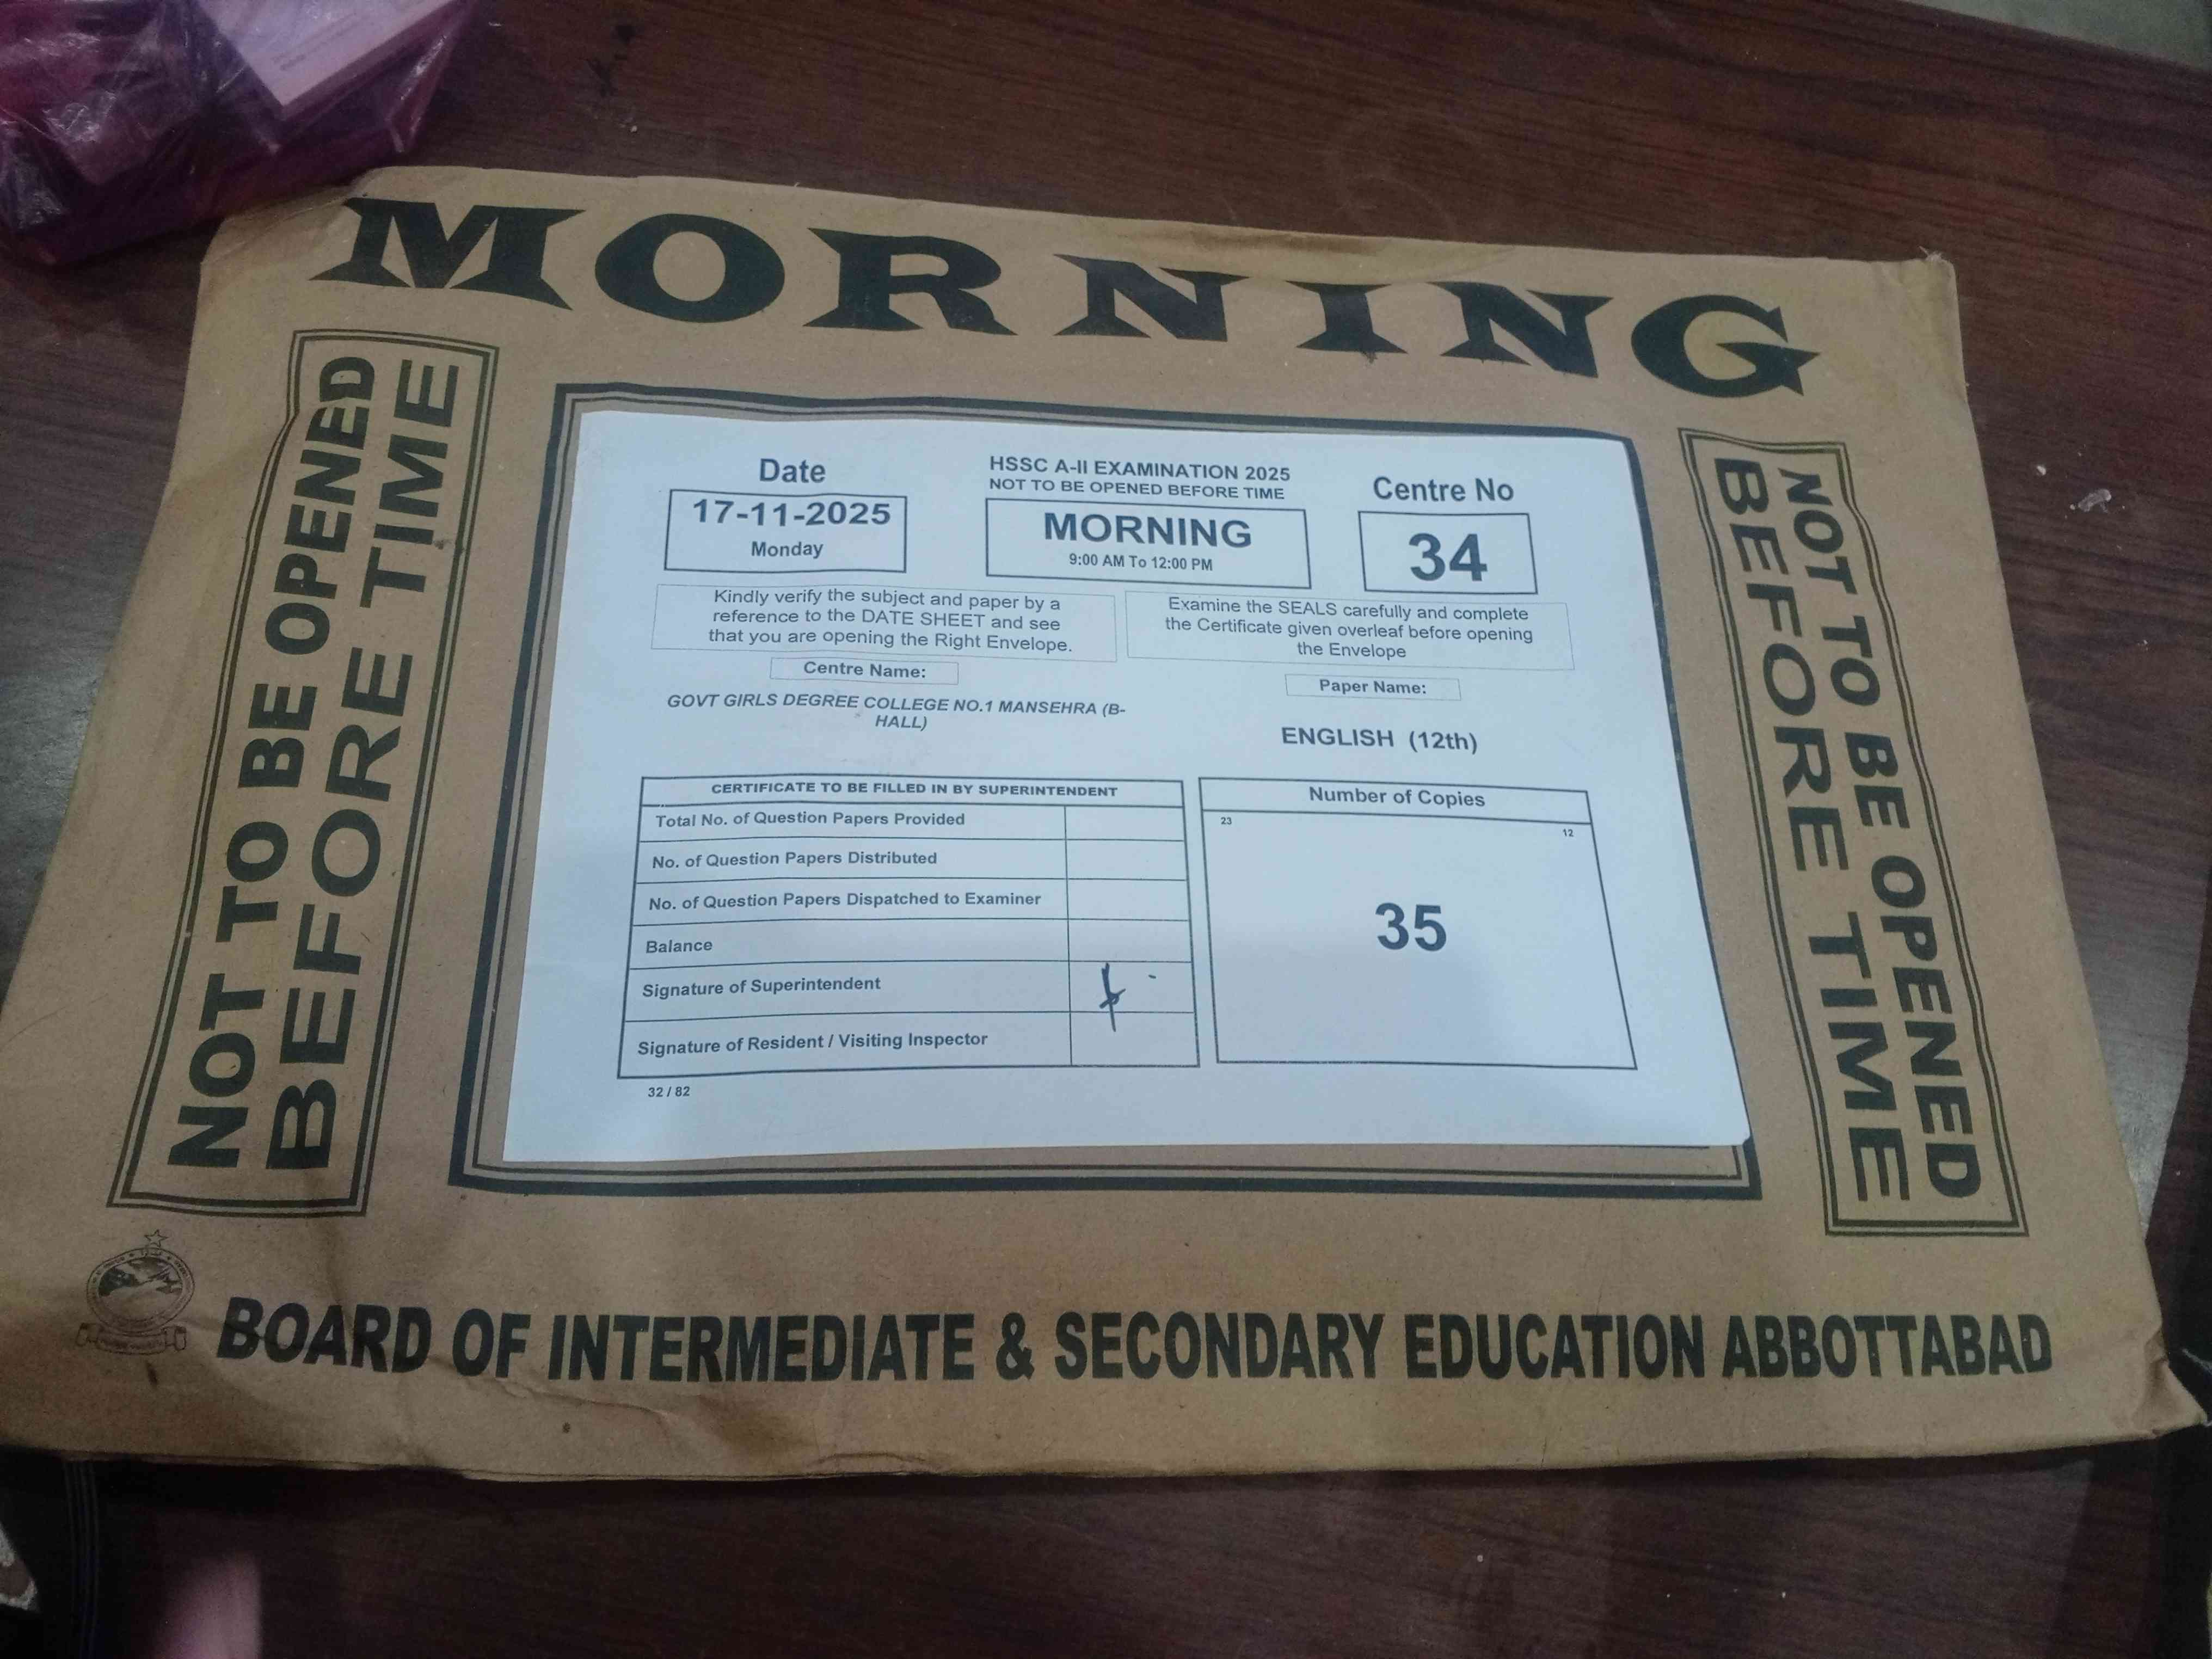 MORNING
NOT TO BE OPENED
BEFORE TIME
Date
17-11-2025
Monday
HSSC A-II EXAMINATION 2025
NOT TO BE OPENED BEFORE TIME
MORNING
9:00 AM To 12:00 PM
Centre No
34
Kindly verify the subject and paper by a
reference to the DATE SHEET and see
that you are opening the Right Envelope.
Examine the SEALS carefully and complete
the Certificate given overleaf before opening
the Envelope
Centre Name:
GOVT GIRLS DEGREE COLLEGE NO.1 MANSEHRA (B-
HALL)
Paper Name:
ENGLISH (12th)
CERTIFICATE TO BE FILLED IN BY SUPERINTENDENT
Total No. of Question Papers Provided
No. of Question Papers Distributed
No. of Question Papers Dispatched to Examiner
Balance
Signature of Superintendent
Signature of Resident / Visiting Inspector
32 / 82
Number of Copies
23
12
35
NOT TO BE OPENED
BEFORE TIME
BOARD OF INTERMEDIATE & SECONDARY EDUCATION ABBOTTABAD